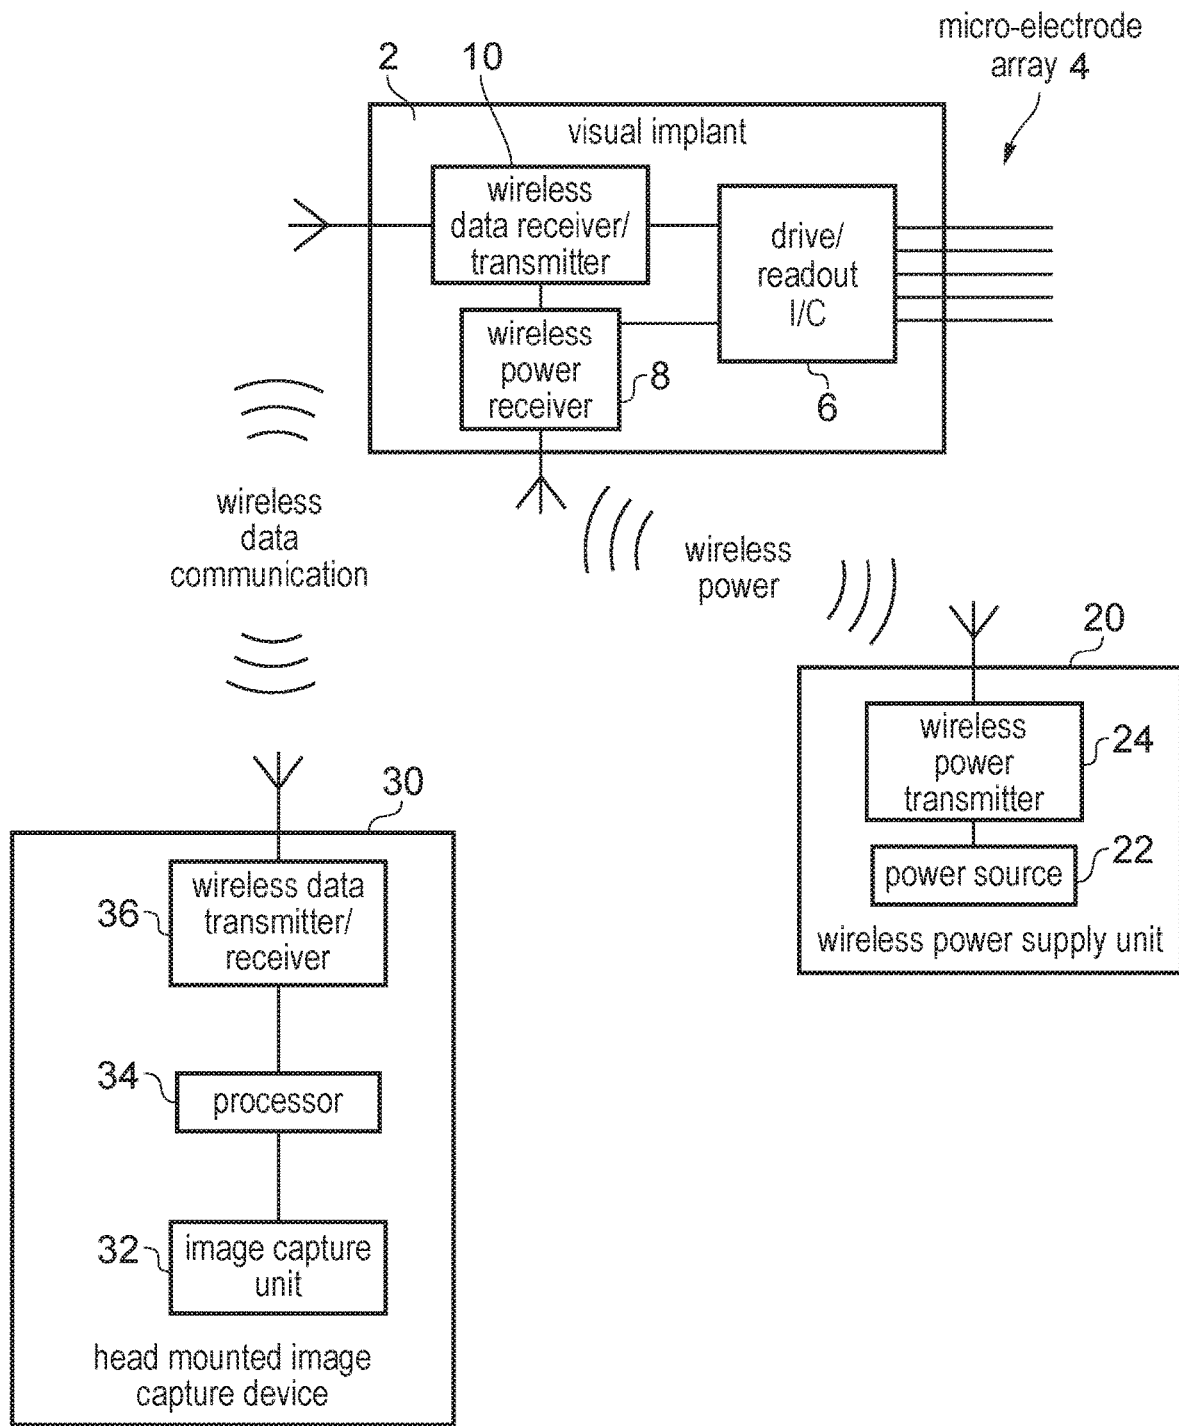 micro-electrode
array 4
2
10
visual implant
wireless
data receiver/
transmitter
drive/
readout
I/C
wireless
power
receiver
8
6
wireless
data
communication
wireless
power
20
wireless
power
transmitter
24
power source
22
wireless power supply unit
30
wireless data
transmitter/
receiver
36
34
processor
32
image capture
unit
head mounted image
capture device